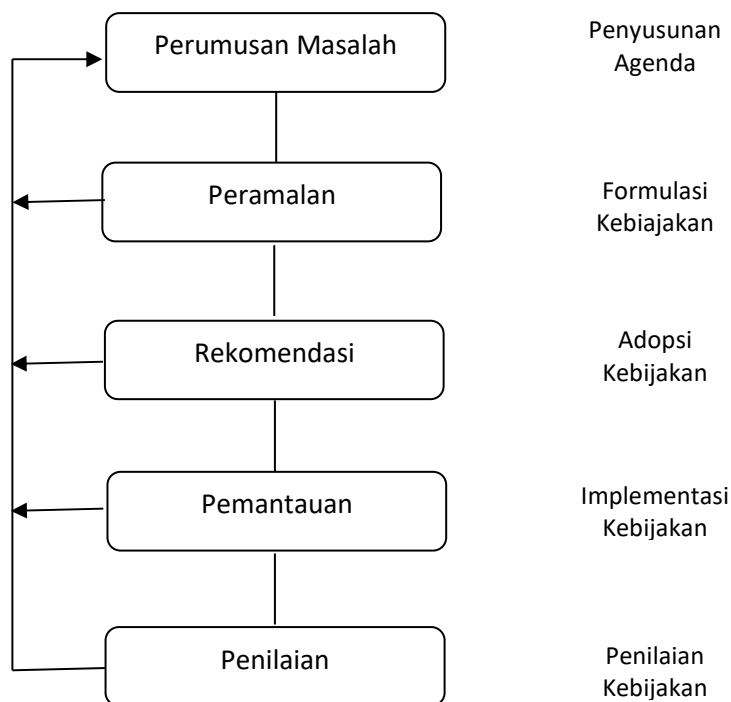 Perumusan Masalah
Penyusunan
Agenda
Peramalan
Formulasi
Kebiajakan
Rekomendasi
Adopsi
Kebijakan
Pemantauan
Implementasi
Kebijakan
Penilaian
Penilaian
Kebijakan